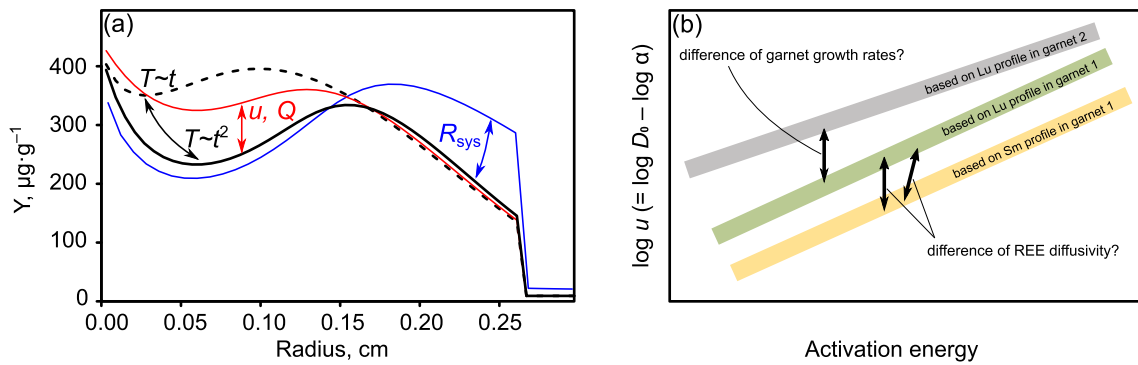 (a)
Y, µg·g⁻¹
400
300
200
100
0
T~t
T~t²
u, Q
Rsys
0.00
0.05
0.10
0.15
0.20
0.25
Radius, cm
(b)
log u (= log D₀ – log α)
difference of garnet growth rates?
based on Lu profile in garnet 2
based on Lu profile in garnet 1
based on Sm profile in garnet 1
difference of REE diffusivity?
Activation energy